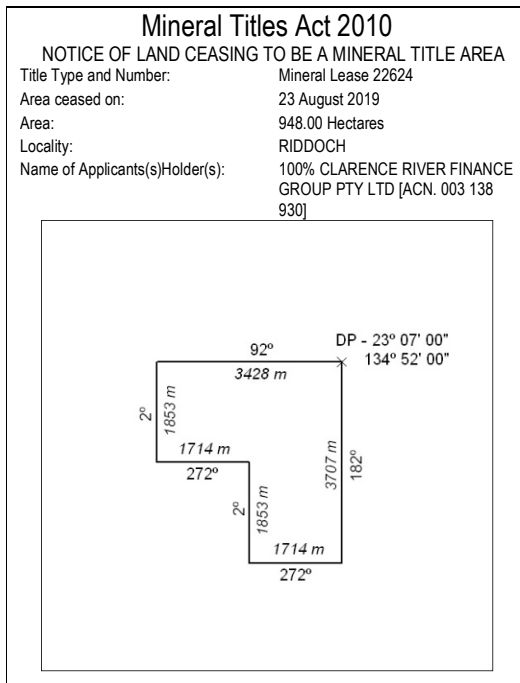 Mineral Titles Act 2010
NOTICE OF LAND CEASING TO BE A MINERAL TITLE AREA
Title Type and Number: Mineral Lease 22624
Area ceased on: 23 August 2019
Area: 948.00 Hectares
Locality: RIDDOCH
Name of Applicants(s)Holder(s): 100% CLARENCE RIVER FINANCE
GROUP PTY LTD [ACN. 003 138
930]
DP - 23º 07' 00"
134º 52' 00"
92º
3428 m
2º
1853 m
1714 m
272º
3707 m
182º
2º
1853 m
1714 m
272º